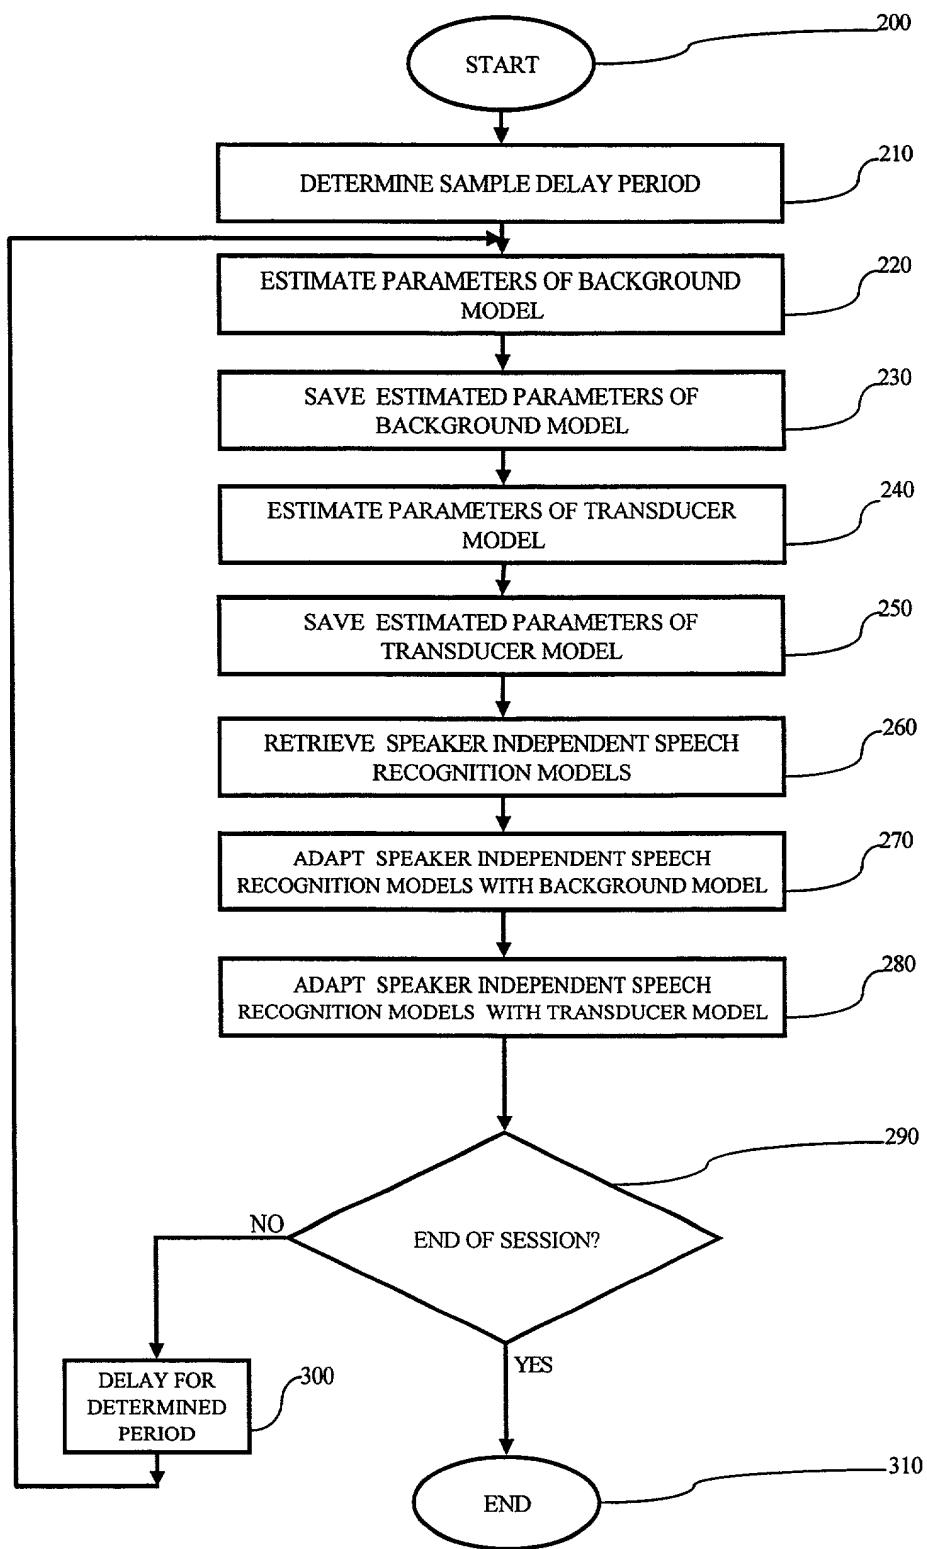 200
START
210
DETERMINE SAMPLE DELAY PERIOD
220
ESTIMATE PARAMETERS OF BACKGROUND
MODEL
230
SAVE ESTIMATED PARAMETERS OF
BACKGROUND MODEL
240
ESTIMATE PARAMETERS OF TRANSDUCER
MODEL
250
SAVE ESTIMATED PARAMETERS OF
TRANSDUCER MODEL
260
RETRIEVE SPEAKER INDEPENDENT SPEECH
RECOGNITION MODELS
270
ADAPT SPEAKER INDEPENDENT SPEECH
RECOGNITION MODELS WITH BACKGROUND MODEL
280
ADAPT SPEAKER INDEPENDENT SPEECH
RECOGNITION MODELS WITH TRANSDUCER MODEL
290
NO
END OF SESSION?
YES
300
DELAY FOR
DETERMINED
PERIOD
310
END